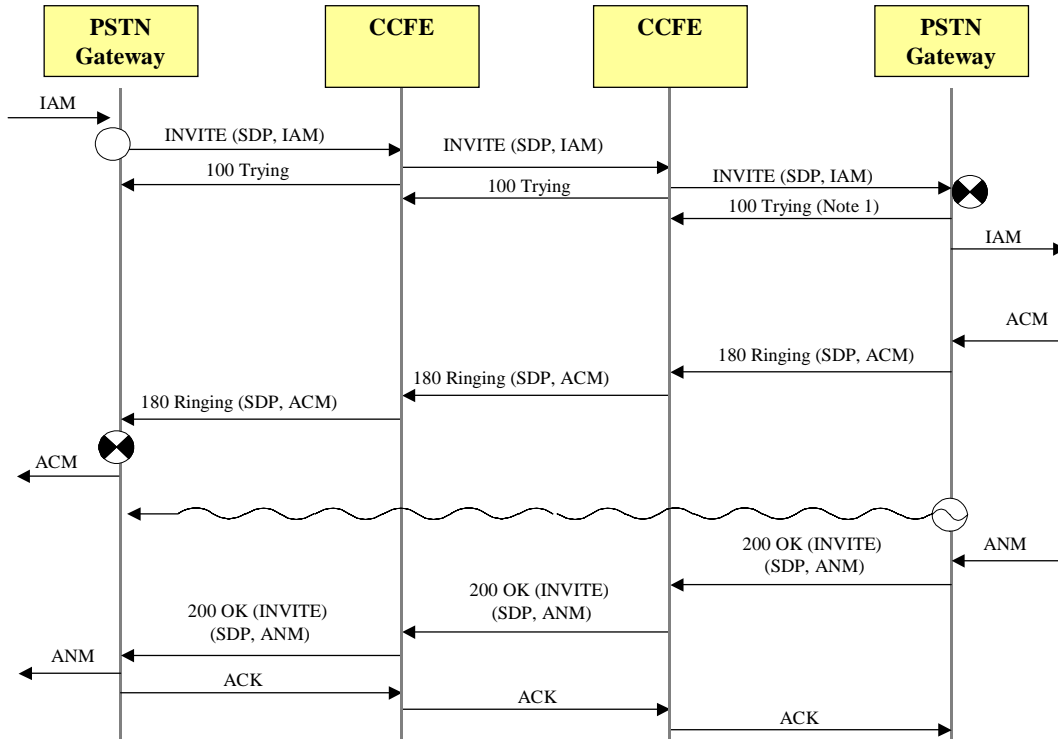 PSTN
Gateway
CCFE
CCFE
PSTN
Gateway
IAM
INVITE (SDP, IAM)
INVITE (SDP, IAM)
100 Trying
100 Trying
INVITE (SDP, IAM)
100 Trying (Note 1)
IAM
ACM
180 Ringing (SDP, ACM)
180 Ringing (SDP, ACM)
180 Ringing (SDP, ACM)
ACM
200 OK (INVITE)
(SDP, ANM)
ANM
200 OK (INVITE)
(SDP, ANM)
200 OK (INVITE)
(SDP, ANM)
ANM
ACK
ACK
ACK